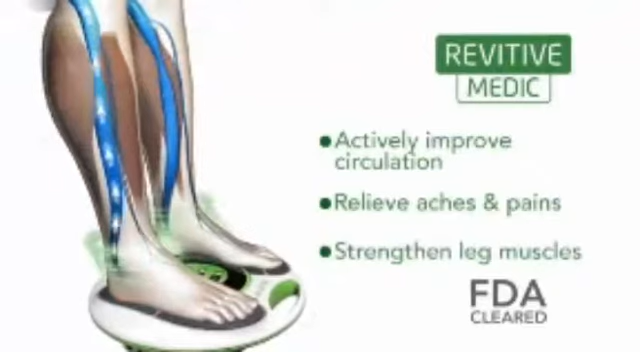 REVITIVE
MEDIC
Actively improve
circulation
Relieve aches & pains
Strengthen leg muscles
FDA
CLEARED